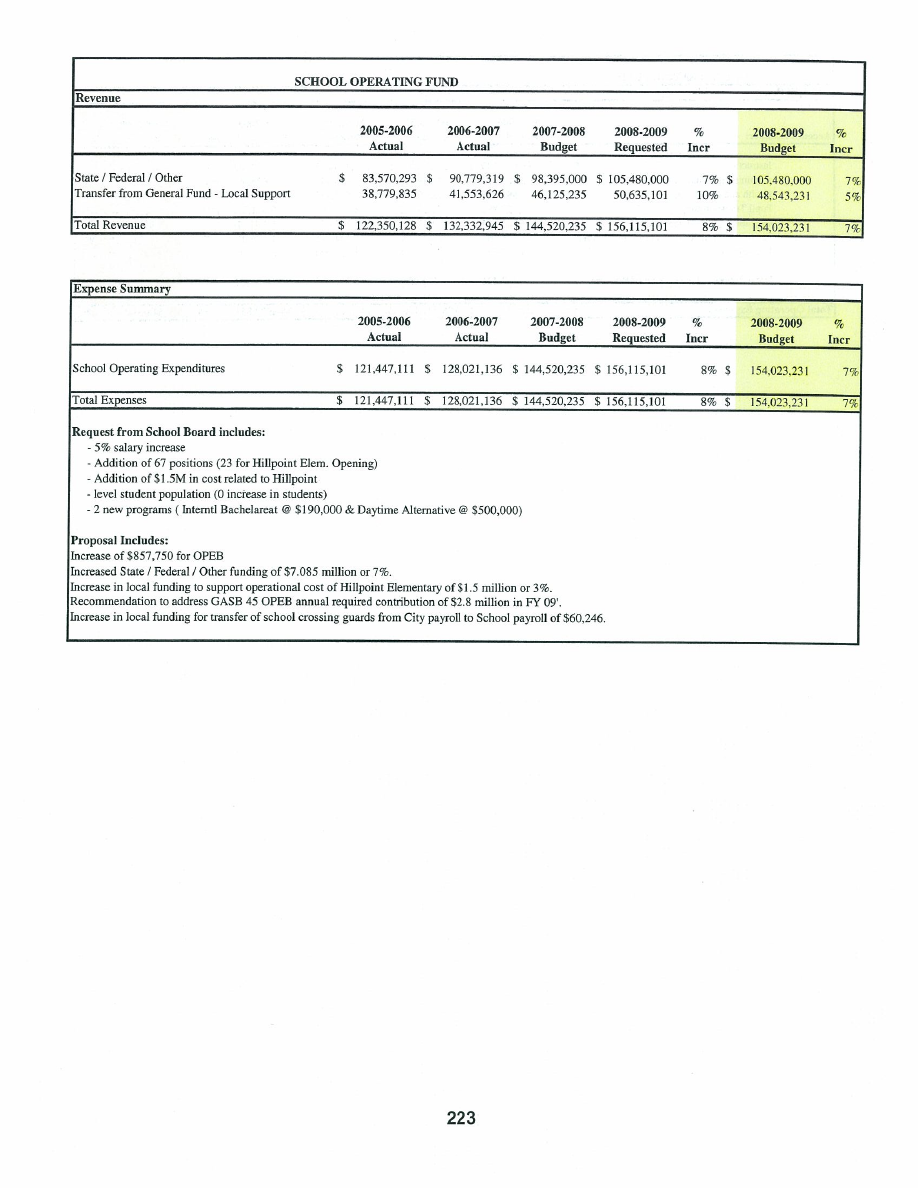 SCHOOL OPERATING FUND
Revenue
2005-2006 2006-2007 2007-2008 2008-2009 % 2008-2009 %
Actual Actual Budget Requested Incr Budget Incr
State / Federal / Other $ 83,570,293 $ 90,779,319 $ 98,395,000 $ 105,480,000 7% $ 105,480,000 7%
Transfer from General Fund - Local Support 38,779,835 41,553,626 46,125,235 50,635,101 10% 48,543,231 5%
Total Revenue $ 122,350,128 $ 132,332,945 $ 144,520,235 $ 156,115,101 8% $ 154,023,231 7%
Expense Summary
2005-2006 2006-2007 2007-2008 2008-2009 % 2008-2009 %
Actual Actual Budget Requested Incr Budget Incr
School Operating Expenditures $ 121,447,111 $ 128,021,136 $ 144,520,235 $ 156,115,101 8% $ 154,023,231 7%
Total Expenses $ 121,447,111 $ 128,021,136 $ 144,520,235 $ 156,115,101 8% $ 154,023,231 7%
Request from School Board includes:
- 5% salary increase
- Addition of 67 positions (23 for Hillpoint Elem. Opening)
- Addition of $1.5M in cost related to Hillpoint
- level student population (0 increase in students)
- 2 new programs ( Interntl Bachelareat @ $190,000 & Daytime Alternative @ $500,000)
Proposal Includes:
Increase of $857,750 for OPEB
Increased State / Federal / Other funding of $7.085 million or 7%.
Increase in local funding to support operational cost of Hillpoint Elementary of $1.5 million or 3%.
Recommendation to address GASB 45 OPEB annual required contribution of $2.8 million in FY 09'.
Increase in local funding for transfer of school crossing guards from City payroll to School payroll of $60,246.
223